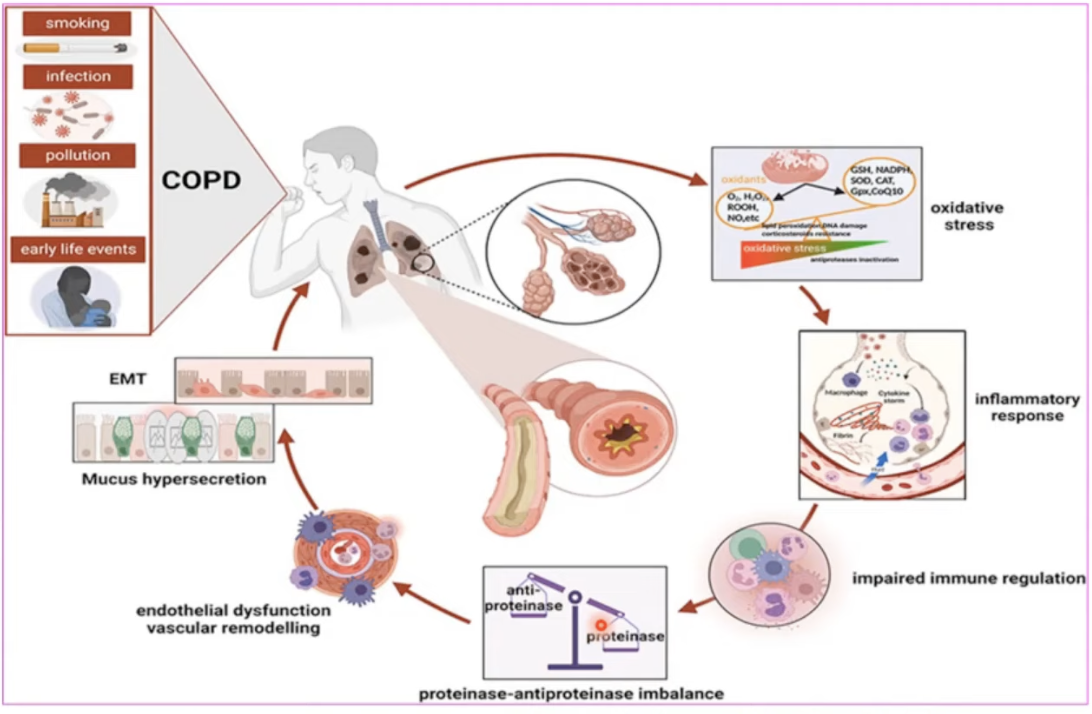 smoking
infection
pollution
early life events
COPD
oxidants
O₂, H₂O₂,
ROOH,
NO,etc
GSH, NADPH,
SOD, CAT,
Gpx,CoQ10
lipid peroxidation DNA damage
corticosteroids resistance
oxidative stress
antiproteases inactivation
oxidative
stress
Macrophage
Cytokine
storm
Fibrin
inflammatory
response
impaired immune regulation
anti-
proteinase
proteinase
proteinase-antiproteinase imbalance
endothelial dysfunction
vascular remodelling
EMT
Mucus hypersecretion